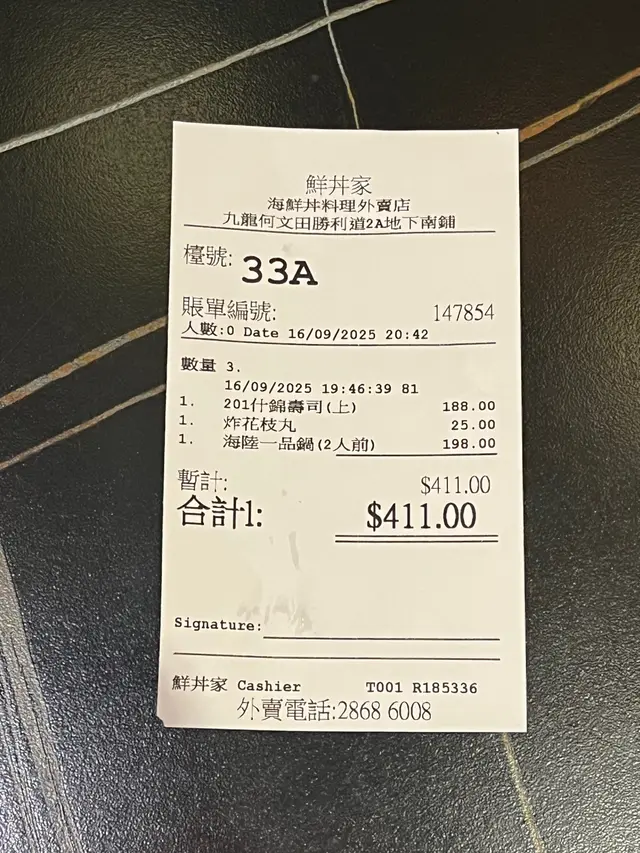 鮮丼家
海鮮丼料理外賣店
九龍何文田勝利道2A地下南鋪
檯號: 33A
賬單編號: 147854
人數:0 Date 16/09/2025 20:42
數量 3.
16/09/2025 19:46:39 81
1. 201什錦壽司(上) 188.00
1. 炸花枝丸 25.00
1. 海陸一品鍋(2人前) 198.00
暫計: $411.00
合計1: $411.00
Signature:
鮮丼家 Cashier T001 R185336
外賣電話:2868 6008